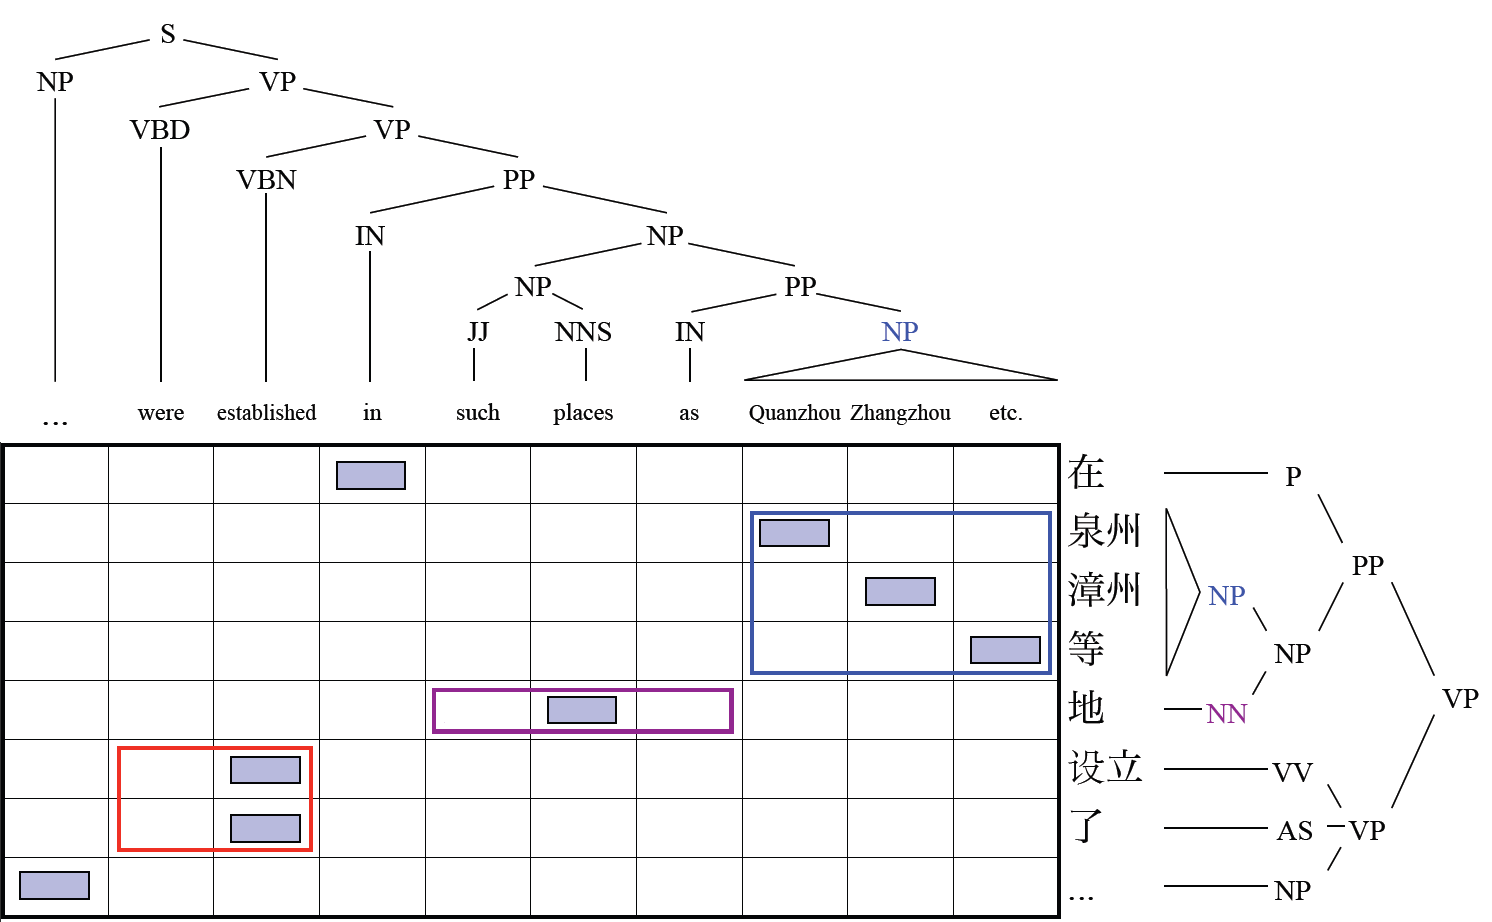 S
NP VP
VBD VP
VBN PP
IN NP
NP PP
JJ NNS IN NP
... were established in such places as Quanzhou Zhangzhou etc.
在 P
泉州
PP
漳州 NP
等 NP
地 NN
VP
设立 VV
了 AS VP
... NP